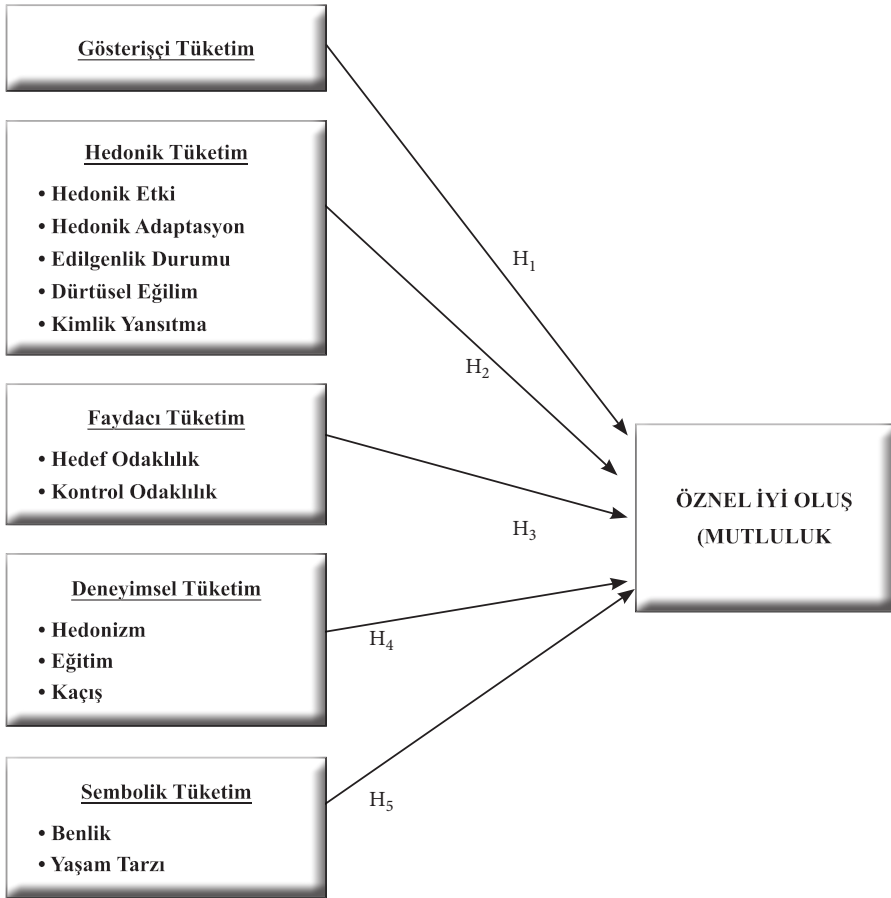 Gösterişçi Tüketim
Hedonik Tüketim
• Hedonik Etki
• Hedonik Adaptasyon
• Edilgenlik Durumu
• Dürtüsel Eğilim
• Kimlik Yansıtma
Faydacı Tüketim
• Hedef Odaklılık
• Kontrol Odaklılık
Deneyimsel Tüketim
• Hedonizm
• Eğitim
• Kaçış
Sembolik Tüketim
• Benlik
• Yaşam Tarzı
H₁
H₂
H₃
H₄
H₅
ÖZNEL İYİ OLUŞ
(MUTLULUK